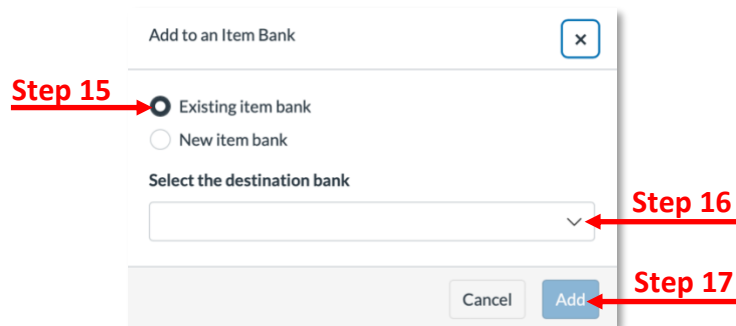 Add to an Item Bank
Step 15
Existing item bank
New item bank
Select the destination bank
Step 16
Step 17
Cancel
Add